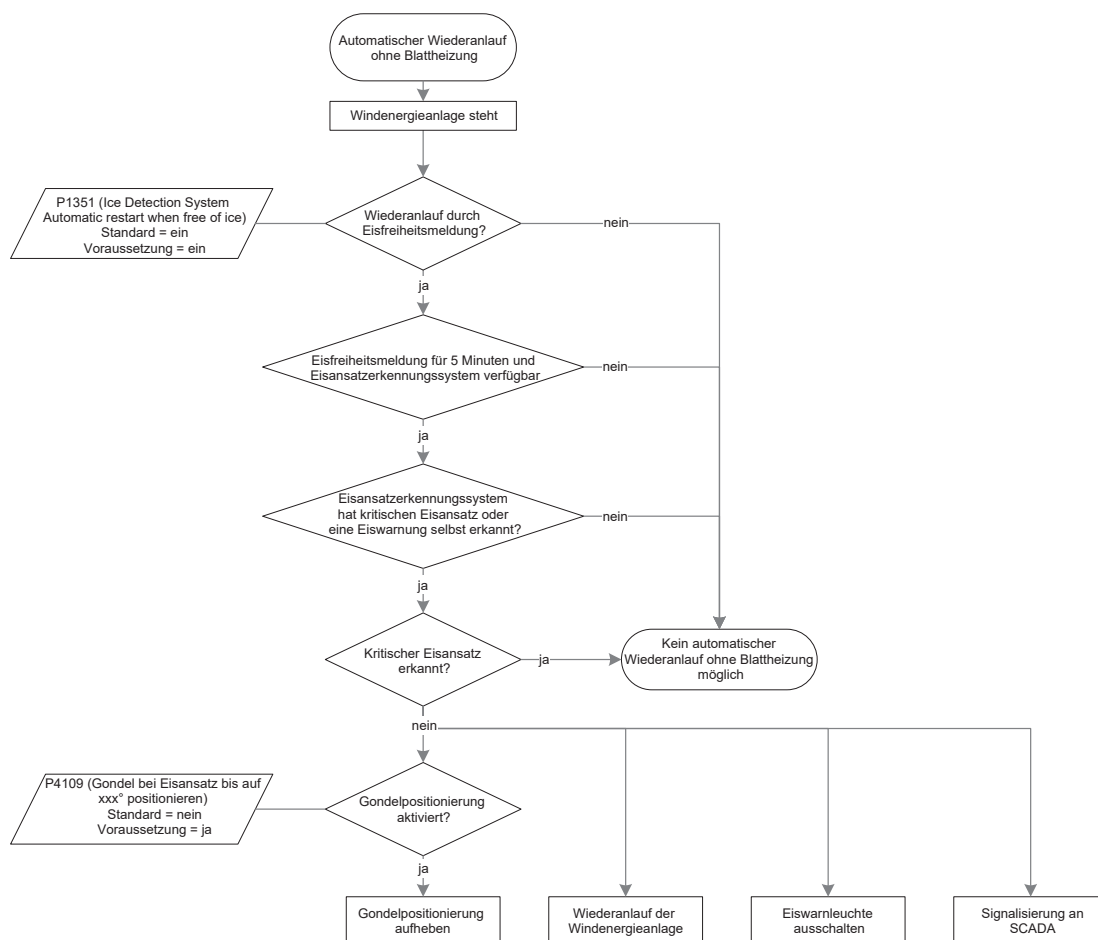 Automatischer Wiederanlauf
ohne Blattheizung
Windenergieanlage steht
P1351 (Ice Detection System
Automatic restart when free of ice)
Standard = ein
Voraussetzung = ein
Wiederanlauf durch
Eisfreiheitsmeldung?
nein
ja
Eisfreiheitsmeldung für 5 Minuten und
Eisansatzerkennungssystem verfügbar
nein
ja
Eisansatzerkennungssystem
hat kritischen Eisansatz oder
eine Eiswarnung selbst erkannt?
nein
ja
Kritischer Eisansatz
erkannt?
ja
Kein automatischer
Wiederanlauf ohne Blattheizung
möglich
nein
P4109 (Gondel bei Eisansatz bis auf
xxx° positionieren)
Standard = nein
Voraussetzung = ja
Gondelpositionierung
aktiviert?
ja
Gondelpositionierung
aufheben
Wiederanlauf der
Windenergieanlage
Eiswarnleuchte
ausschalten
Signalisierung an
SCADA